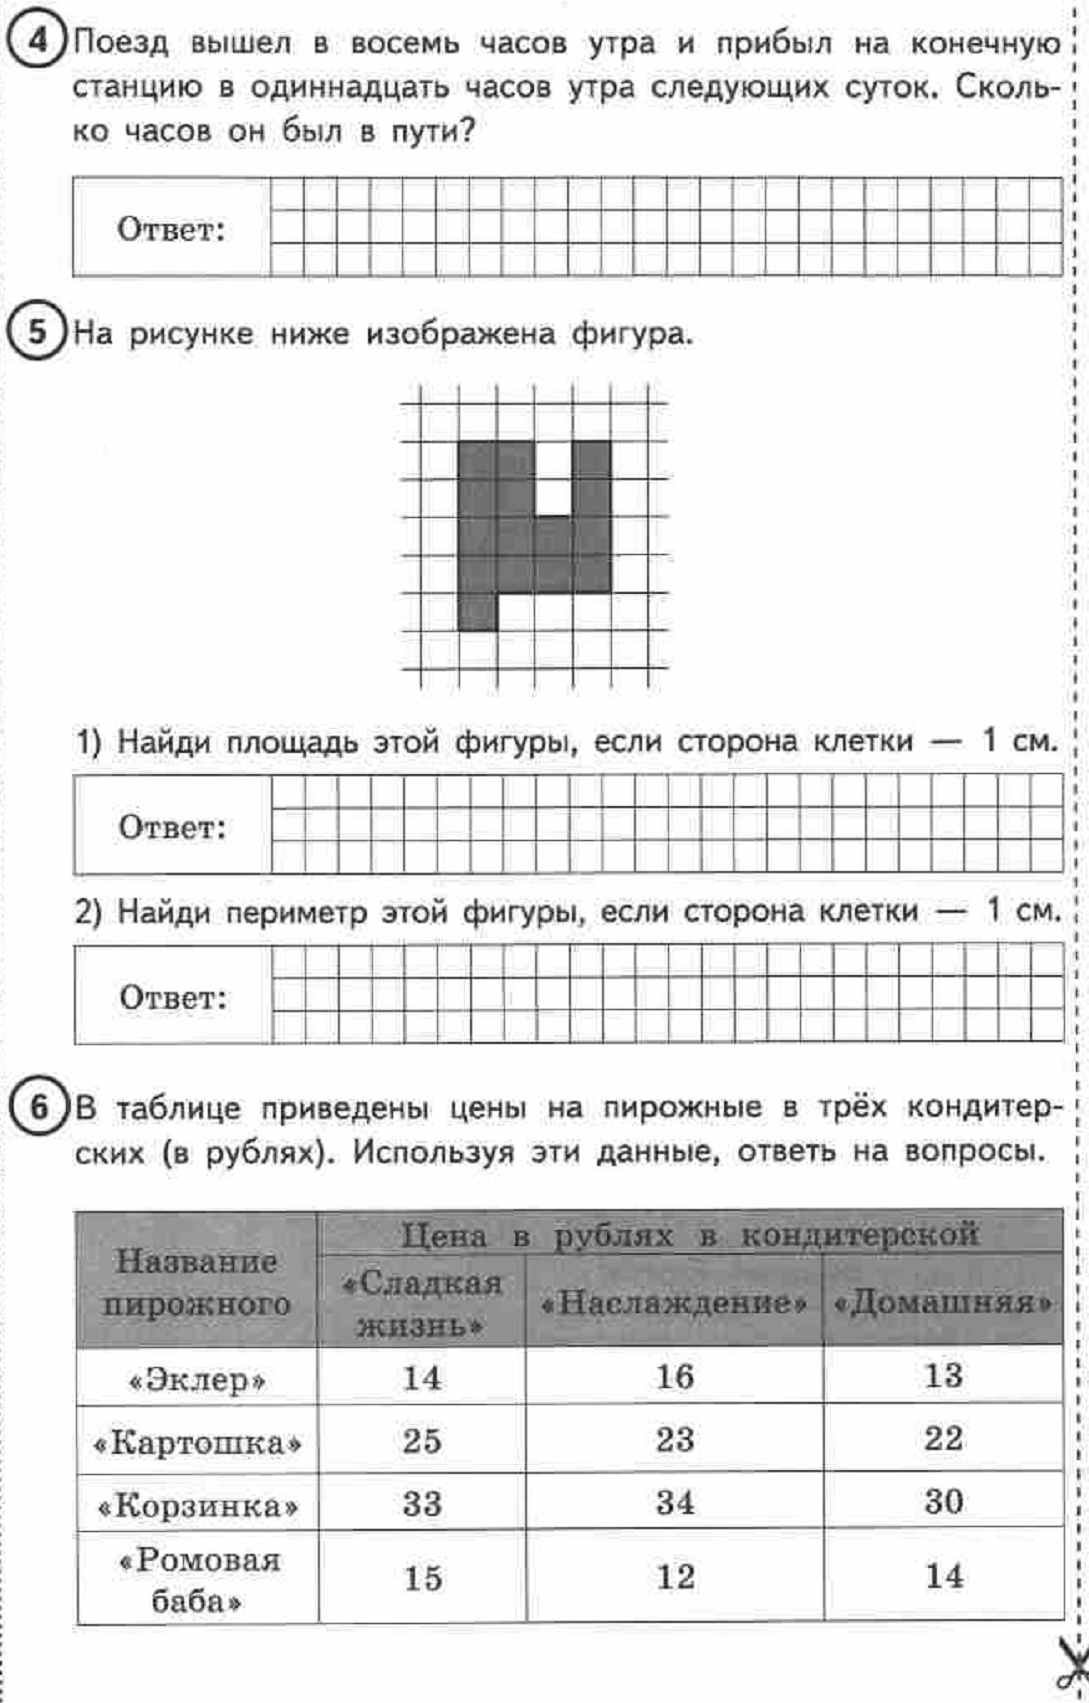 4 Поезд вышел в восемь часов утра и прибыл на конечную
станцию в одиннадцать часов утра следующих суток. Сколь-
ко часов он был в пути?
Ответ:
5 На рисунке ниже изображена фигура.
1) Найди площадь этой фигуры, если сторона клетки — 1 см.
Ответ:
2) Найди периметр этой фигуры, если сторона клетки — 1 см.
Ответ:
6 В таблице приведены цены на пирожные в трёх кондитер-
ских (в рублях). Используя эти данные, ответь на вопросы.
Название
пирожного
Цена в рублях в кондитерской
«Сладкая
жизнь»
«Наслаждение»
«Домашняя»
«Эклер» 14 16 13
«Картошка» 25 23 22
«Корзинка» 33 34 30
«Ромовая
баба» 15 12 14